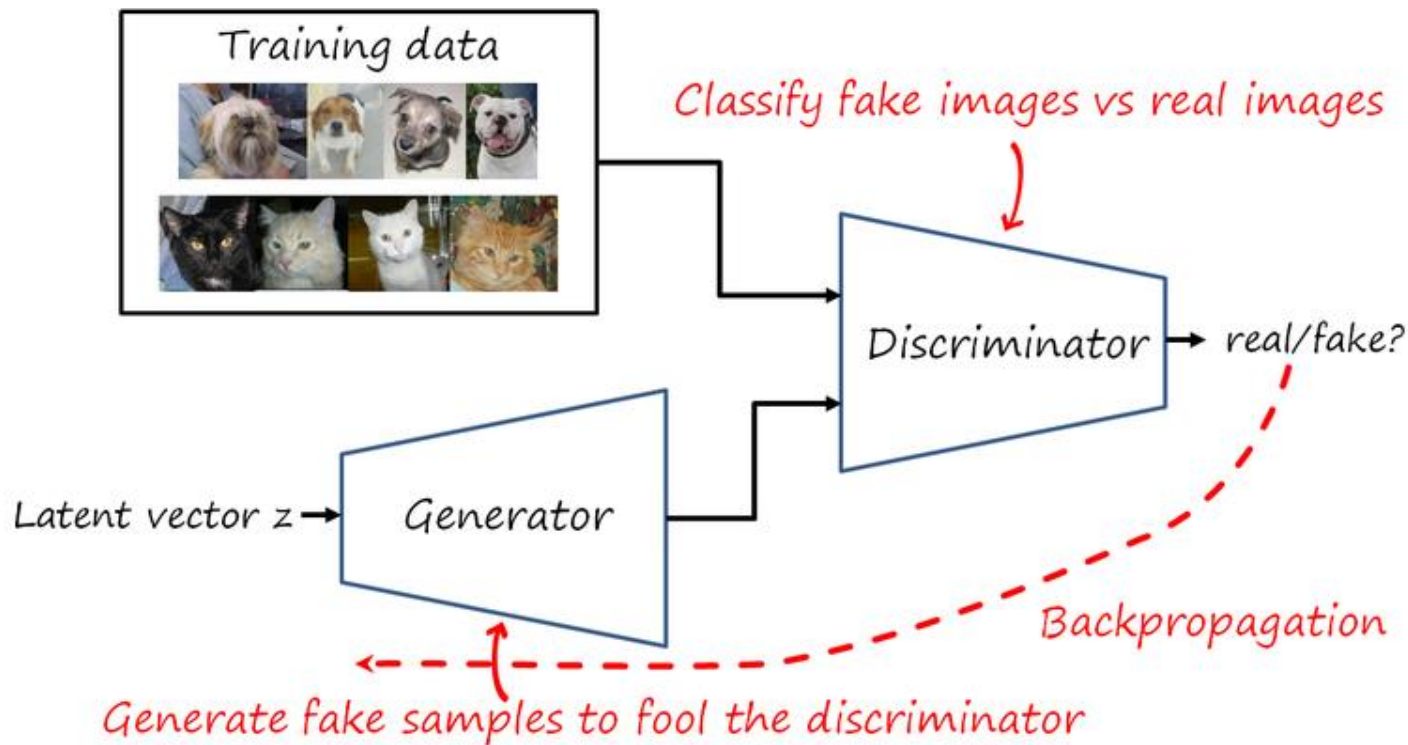 Training data
Classify fake images vs real images
Discriminator
real/fake?
Latent vector z
Generator
Backpropagation
Generate fake samples to fool the discriminator